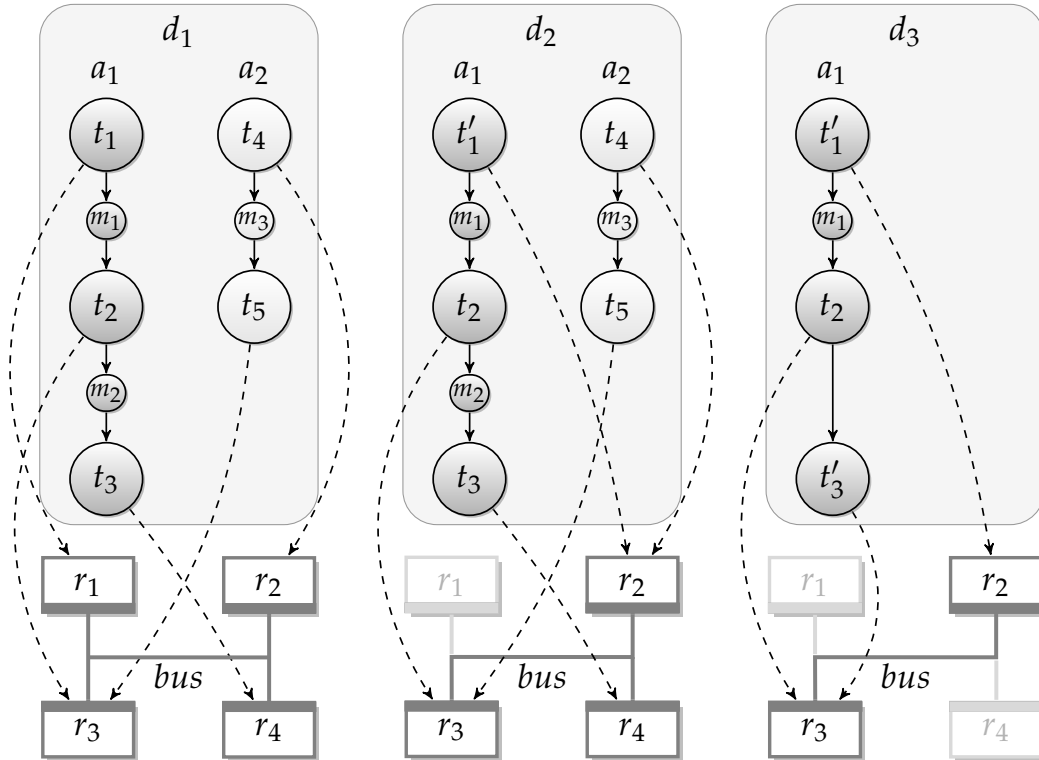 d₁ d₂ d₃
a₁ a₂ a₁ a₂ a₁
t₁ t₄ t′₁ t₄ t′₁
m₁ m₃ m₁ m₃ m₁
t₂ t₅ t₂ t₅ t₂
m₂ m₂
t₃ t₃ t′₃
r₁ r₂ r₁ r₂ r₁ r₂
bus bus bus
r₃ r₄ r₃ r₄ r₃ r₄